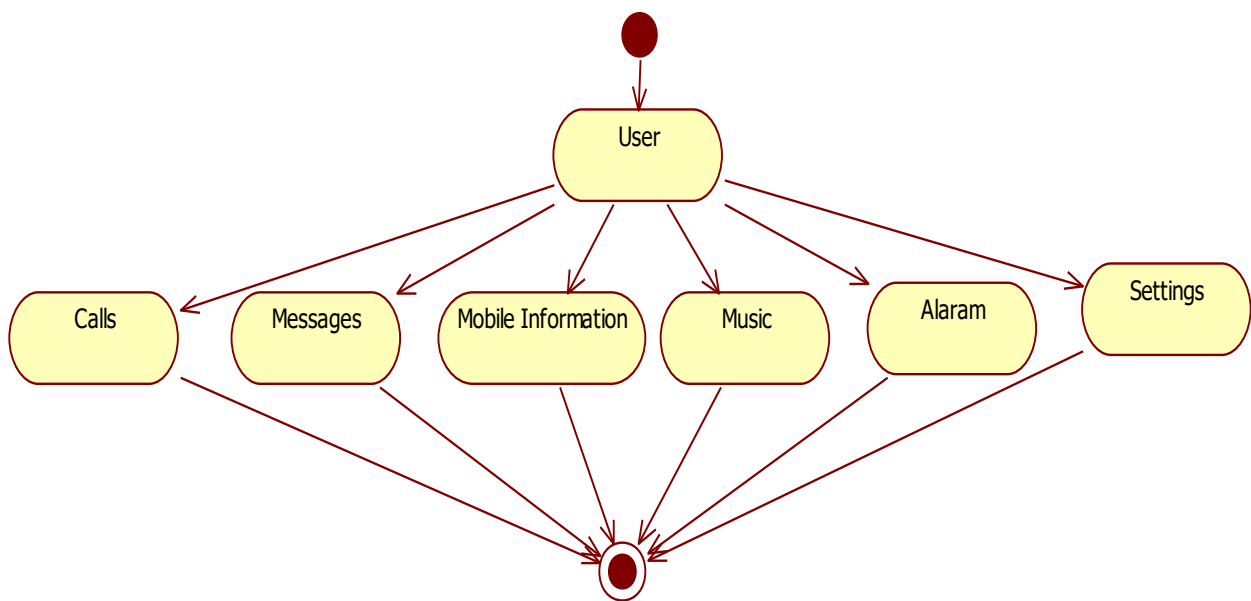 User
Calls
Messages
Mobile Information
Music
Alaram
Settings